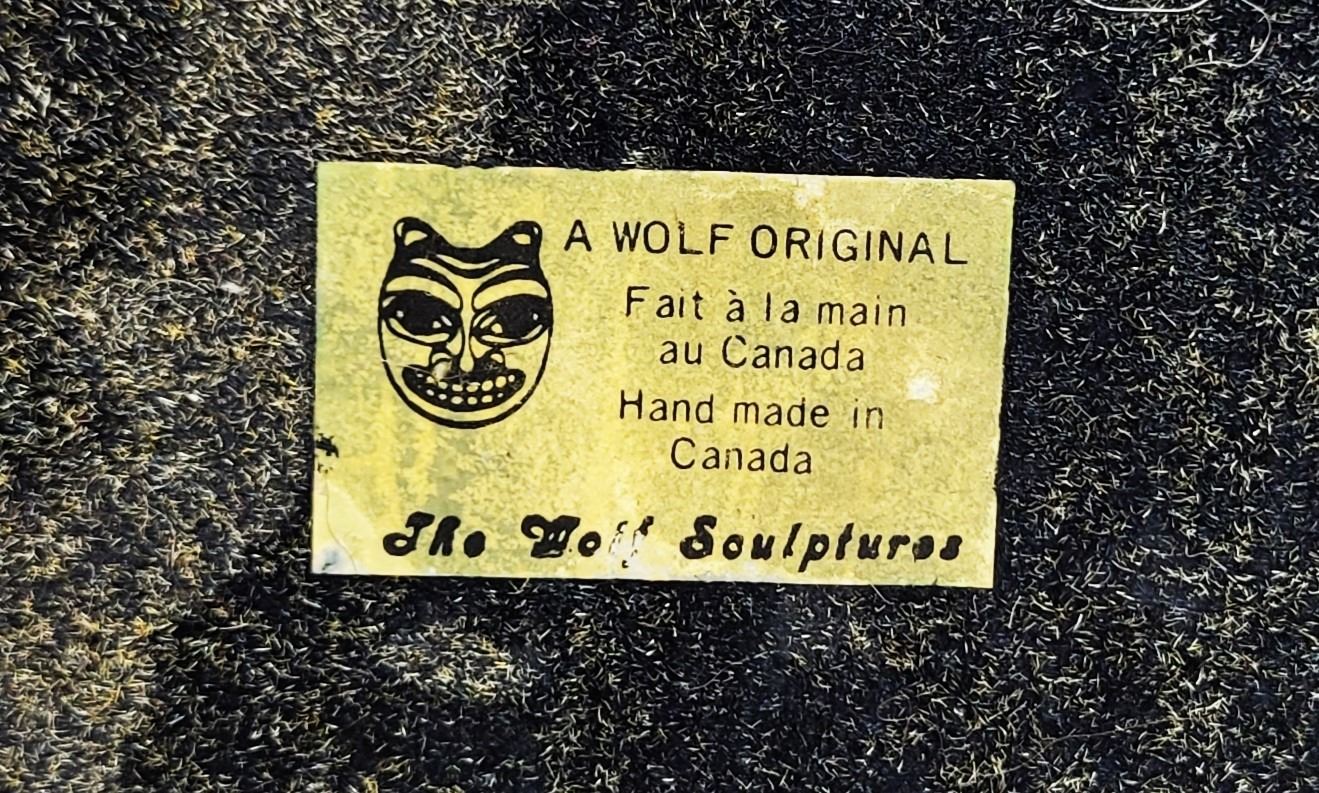 A WOLF ORIGINAL
Fait à la main
au Canada
Hand made in
Canada
The Wolf Sculptures